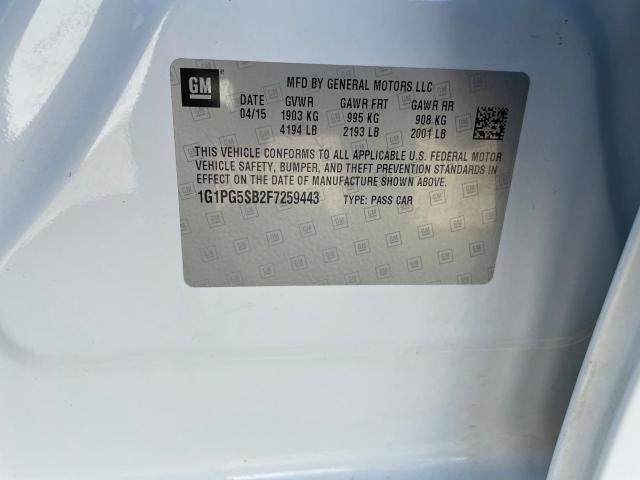 GM
MFD BY GENERAL MOTORS LLC
DATE GVWR GAWR FRT GAWR RR
04/15 1903 KG 995 KG 908 KG
4194 LB 2193 LB 2001 LB
THIS VEHICLE CONFORMS TO ALL APPLICABLE U.S. FEDERAL MOTOR
VEHICLE SAFETY, BUMPER, AND THEFT PREVENTION STANDARDS IN
EFFECT ON THE DATE OF MANUFACTURE SHOWN ABOVE.
1G1PG5SB2F7259443 TYPE: PASS CAR